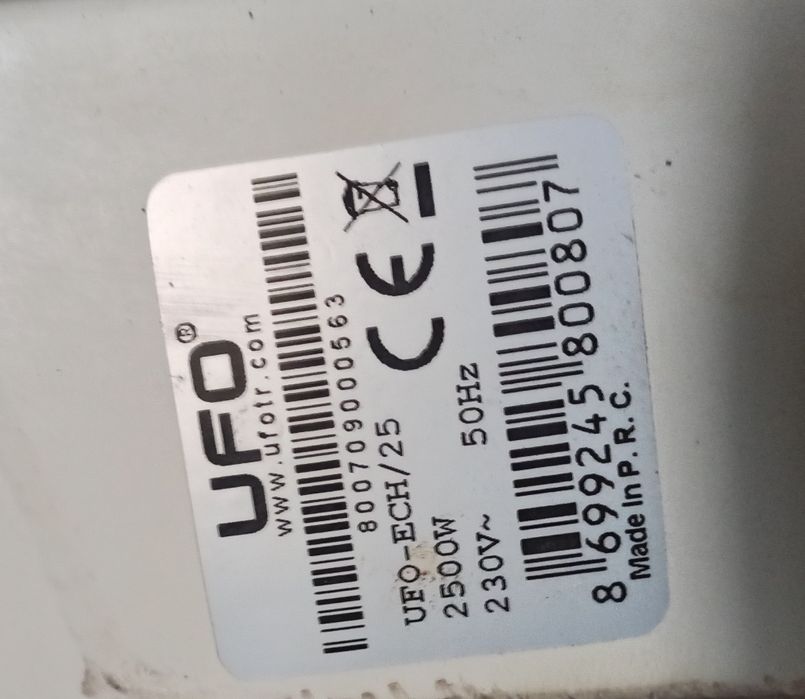 UFO®
www.ufotr.com
8007090000563
UFO-ECH/25
2500W
230V~ 50Hz
CE
8 699245 800807
Made In P.R.C.